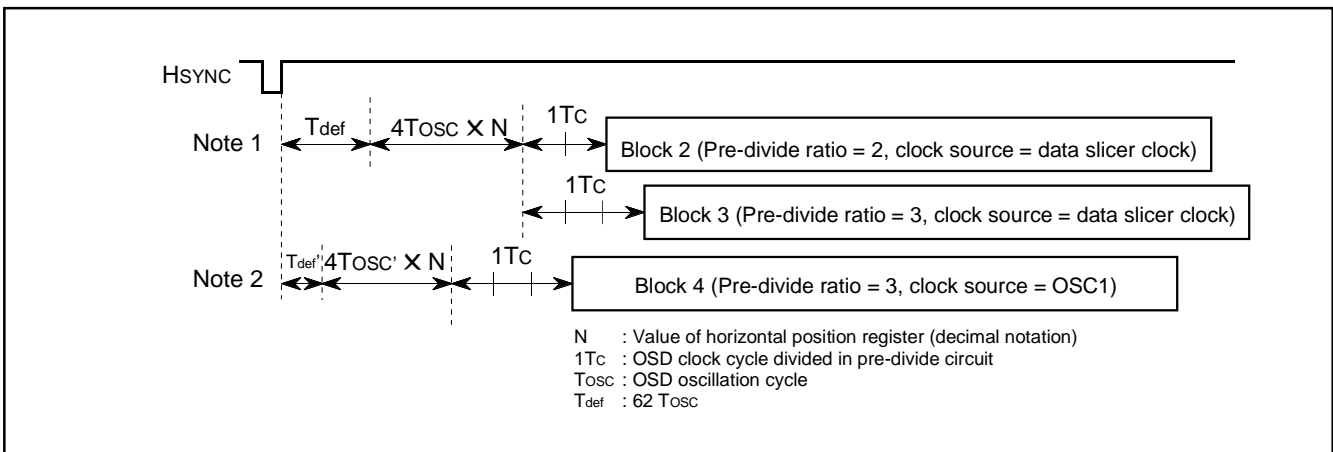 HSYNC
Note 1
Tdef
4TOSC × N
1TC
Block 2 (Pre-divide ratio = 2, clock source = data slicer clock)
1TC
Block 3 (Pre-divide ratio = 3, clock source = data slicer clock)
Note 2
Tdef'
4TOSC' × N
1TC
Block 4 (Pre-divide ratio = 3, clock source = OSC1)
N : Value of horizontal position register (decimal notation)
1TC : OSD clock cycle divided in pre-divide circuit
TOSC : OSD oscillation cycle
Tdef : 62 TOSC